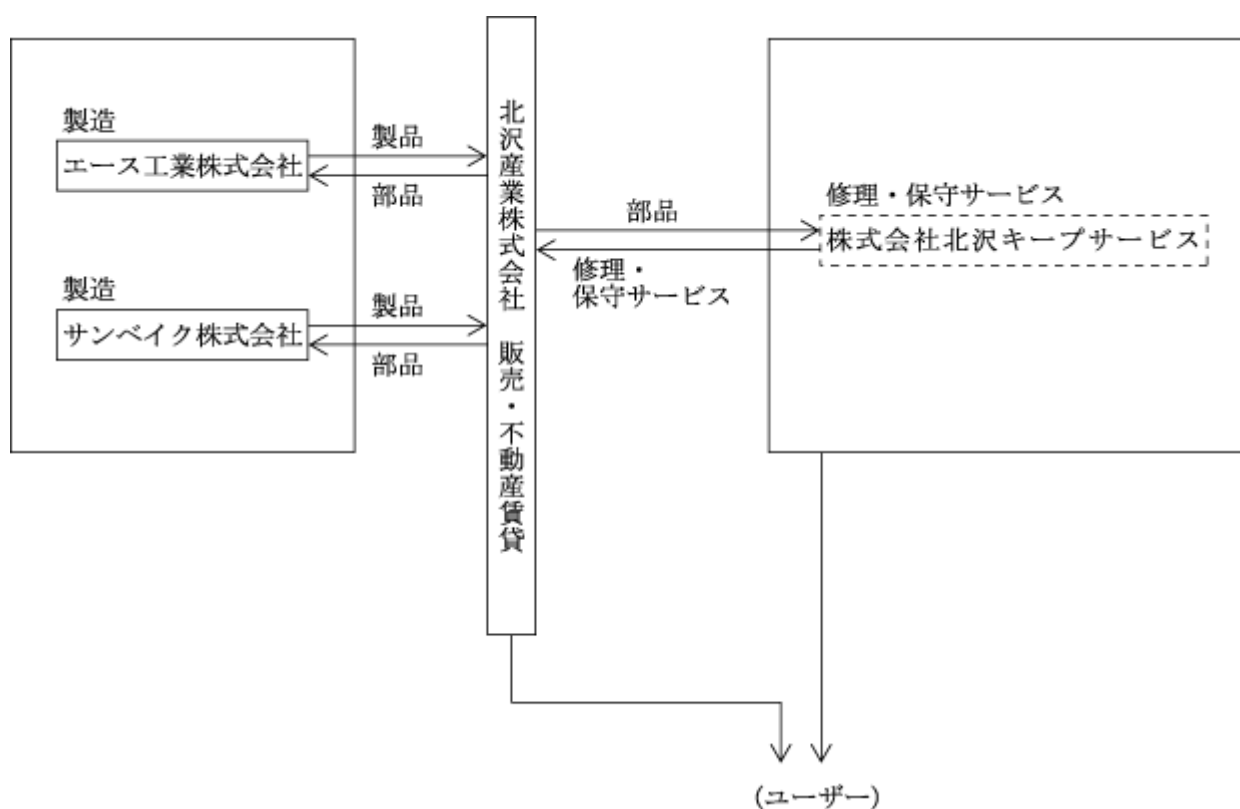 製造
エース工業株式会社
製品
部品
製造
サンベイク株式会社
製品
部品
北沢産業株式会社 販売・不動産賃貸
部品
修理・
保守サービス
修理・保守サービス
株式会社北沢キープサービス
(ユーザー)